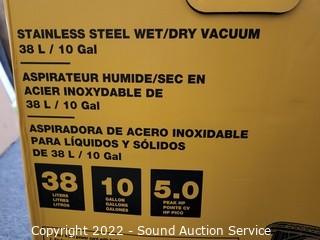 STAINLESS STEEL WET/DRY VACUUM
38 L / 10 Gal
ASPIRATEUR HUMIDE/SEC EN
ACIER INOXYDABLE DE
38 L / 10 Gal
ASPIRADORA DE ACERO INOXIDABLE
PARA LÍQUIDOS Y SÓLIDOS
DE 38 L / 10 Gal
38
LITERS
LITRES
LITROS
10
GALLON
GALLONS
GALONES
5.0
PEAK HP
POINTE CV
HP PICO
Copyright 2022 - Sound Auction Service